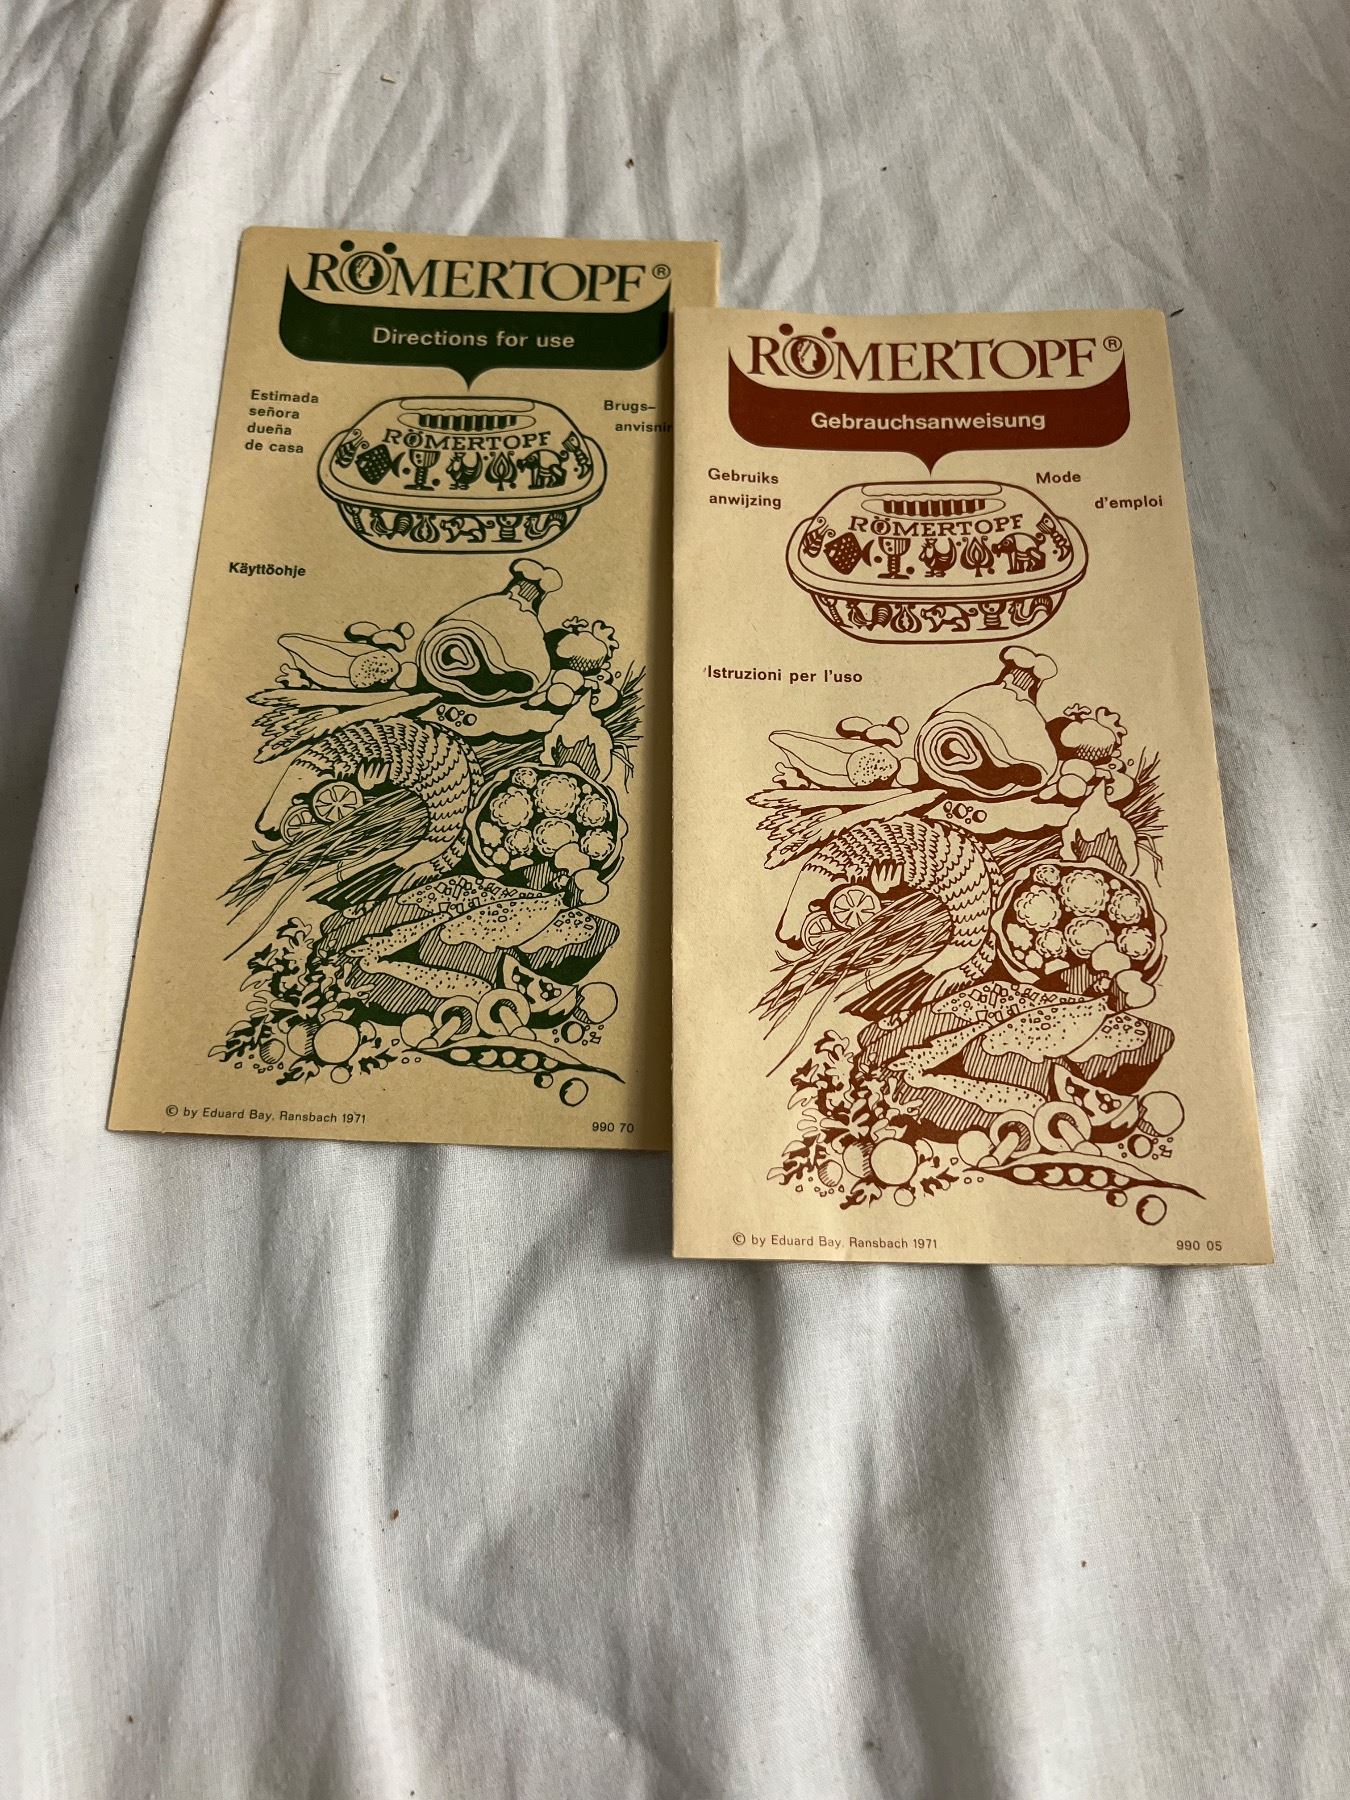 RÖMERTOPF®
Directions for use
Estimada
señora
dueña
de casa
Brugs-
RÖMERTOPF
Käyttöohje
© by Eduard Bay, Ransbach 1971
990 70
RÖMERTOPF®
Gebrauchsanweisung
Gebruiks
anwijzing
Mode
d'emploi
RÖMERTOPF
Istruzioni per l'uso
© by Eduard Bay, Ransbach 1971
990 05